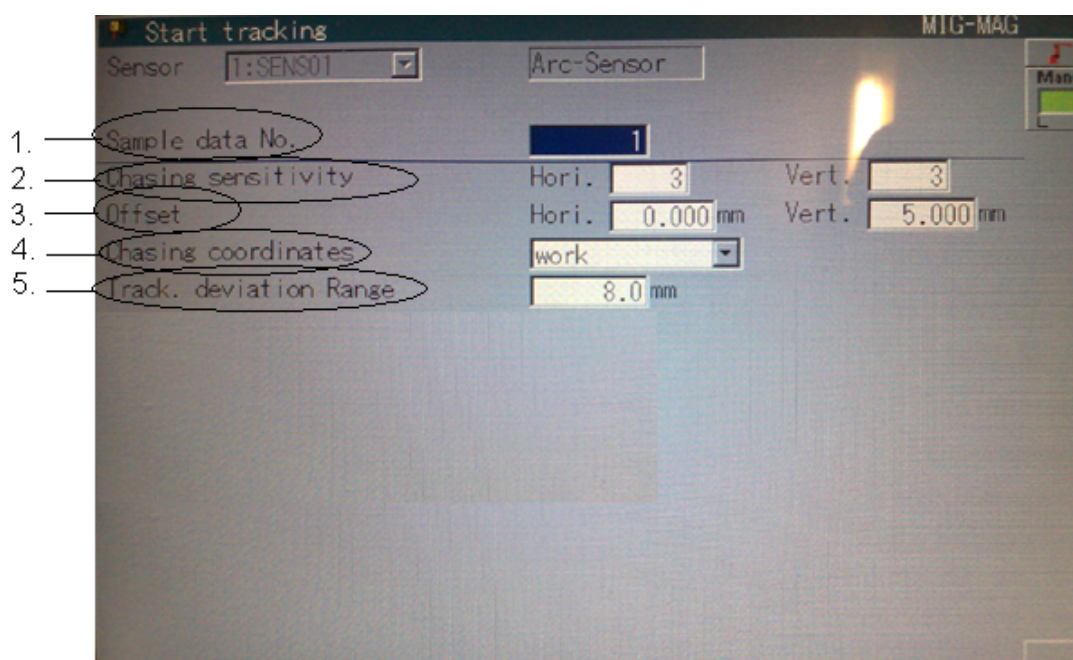 Start tracking MIG-MAG
Sensor 1:SENS01 Arc-Sensor
1. Sample data No. 1
2. Chasing sensitivity Hori. 3 Vert. 3
3. Offset Hori. 0.000 mm Vert. 5.000 mm
4. Chasing coordinates work
5. Track. deviation Range 8.0 mm